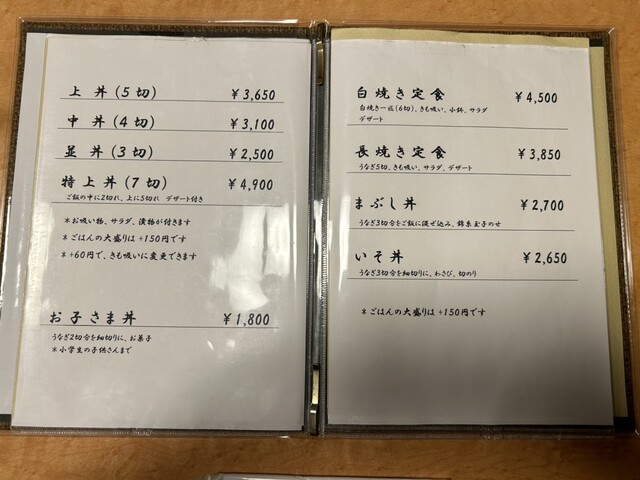 上 丼 (5 切) ¥ 3,650
中 丼 (4 切) ¥ 3,100
並 丼 (3 切) ¥ 2,500
特上丼 (7 切) ¥ 4,900
ご飯の中に2切れ、上に5切れ デザート付き
*お吸い物、サラダ、漬物が付きます
*ごはんの大盛りは +150円です
* +60円で、きも吸いに変更できます
お子さま丼 ¥ 1,800
うなぎ2切分を細切りに、お菓子
*小学生の子供さんまで
白焼き定食 ¥ 4,500
白焼き一匹(6切)、きも吸い、小鉢、サラダ
デザート
長焼き定食 ¥ 3,850
うなぎ5切、きも吸い、サラダ、デザート
まぶし丼 ¥ 2,700
うなぎ3切分をご飯に混ぜ込み、錦糸玉子のせ
いそ丼 ¥ 2,650
うなぎ3切分を細切りに、わさび、切のり
*ごはんの大盛りは +150円です